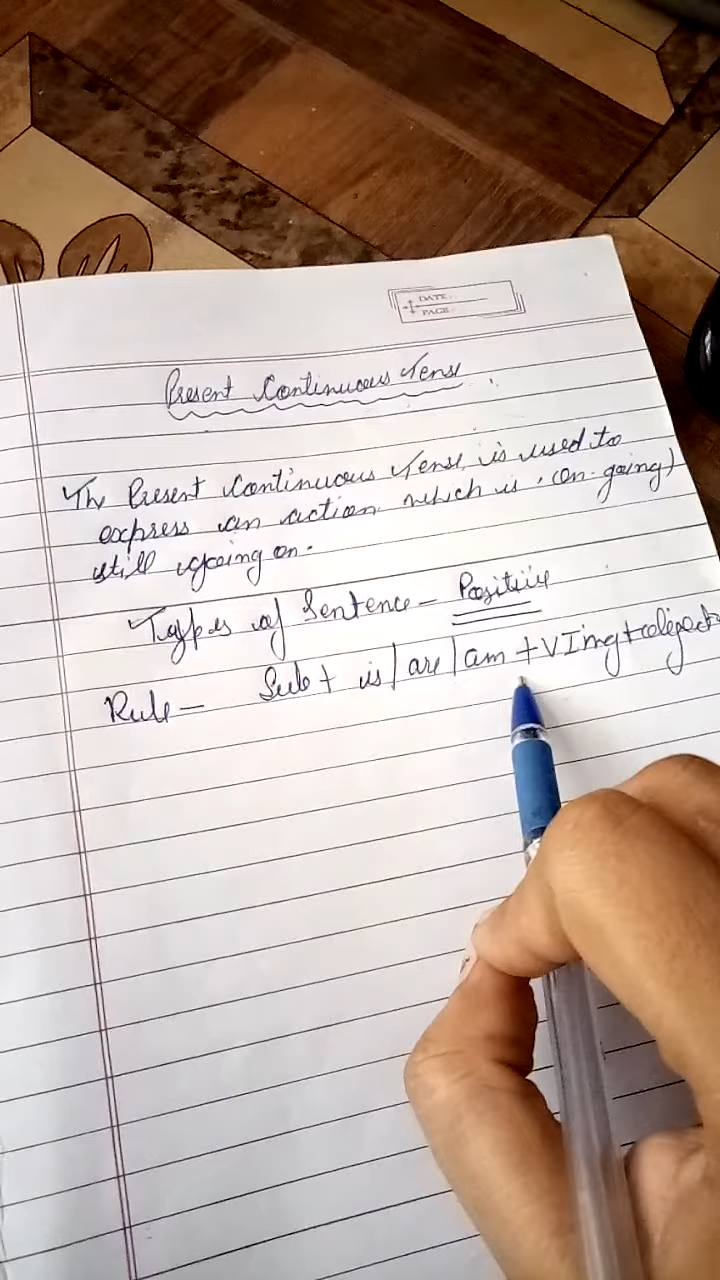 DATE
PAGE
Present Continuous Tense
The Present Continuous Tense is used to
express an action which is (on-going)
still going on.
Types of Sentence - Positive
Rule - Sub + is / are / am + VIing + object